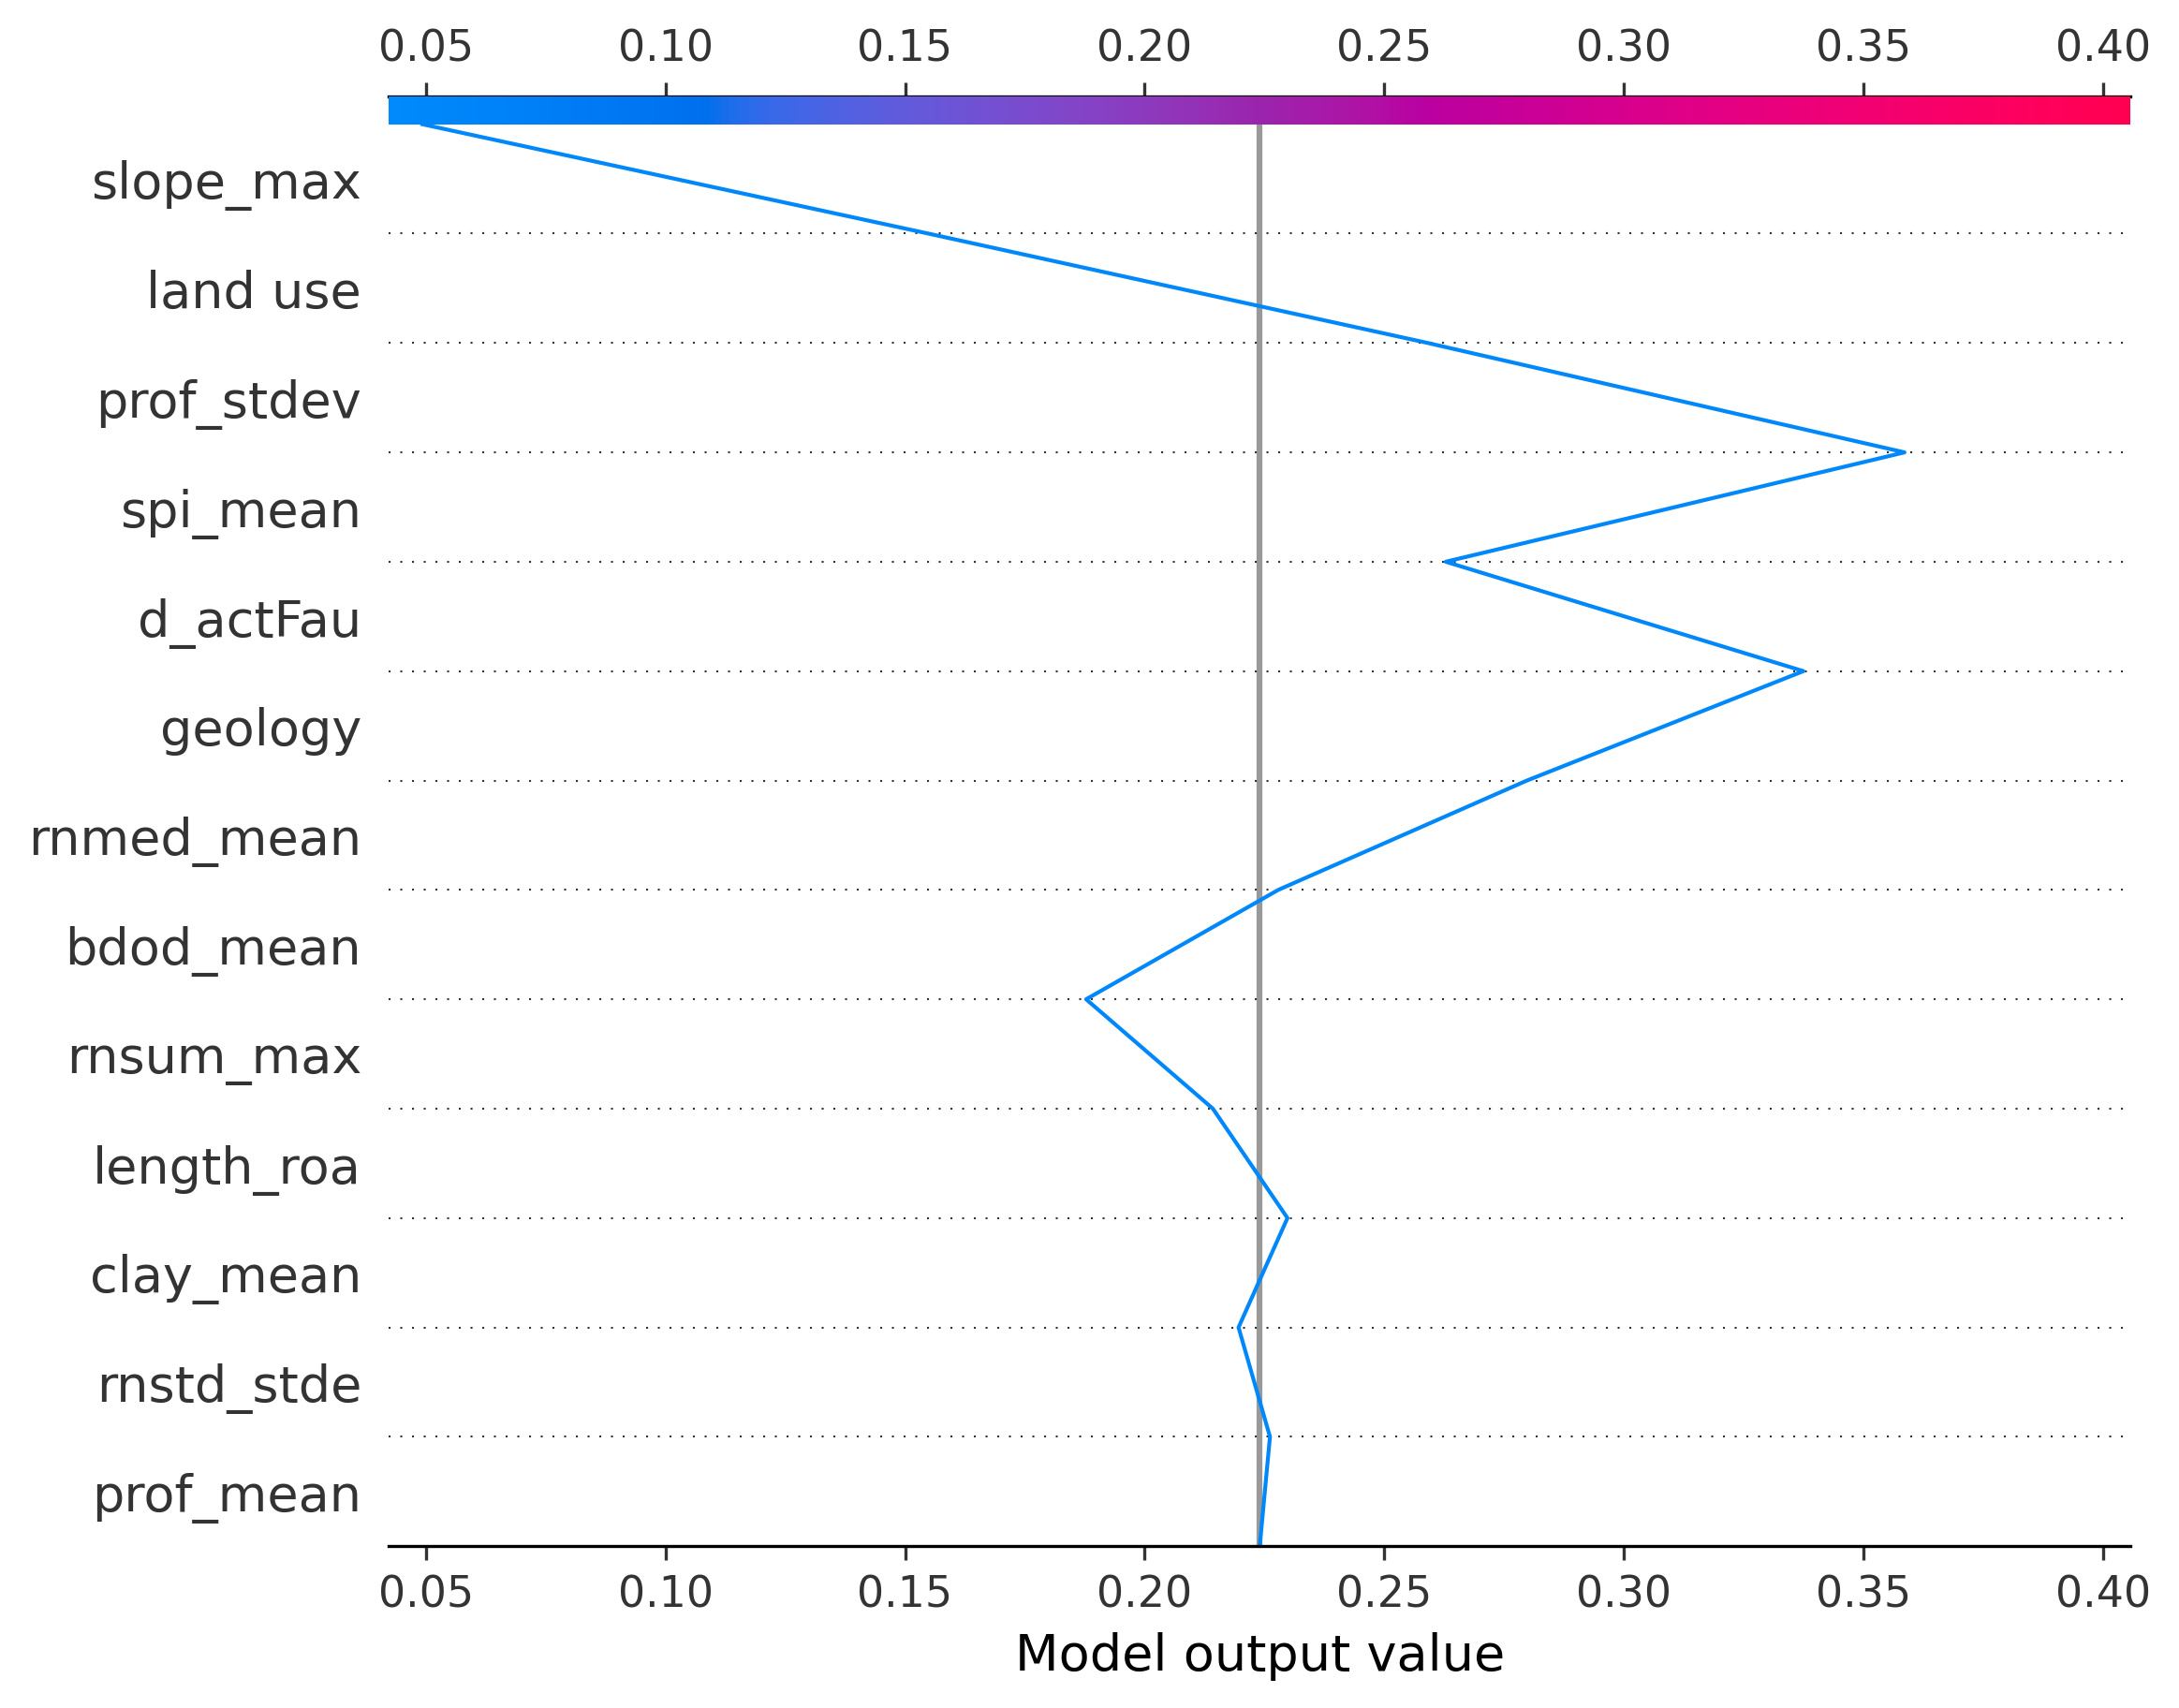 0.05 0.10 0.15 0.20 0.25 0.30 0.35 0.40
slope_max
land use
prof_stdev
spi_mean
d_actFau
geology
rnmed_mean
bdod_mean
rnsum_max
length_roa
clay_mean
rnstd_stde
prof_mean
0.05 0.10 0.15 0.20 0.25 0.30 0.35 0.40
Model output value